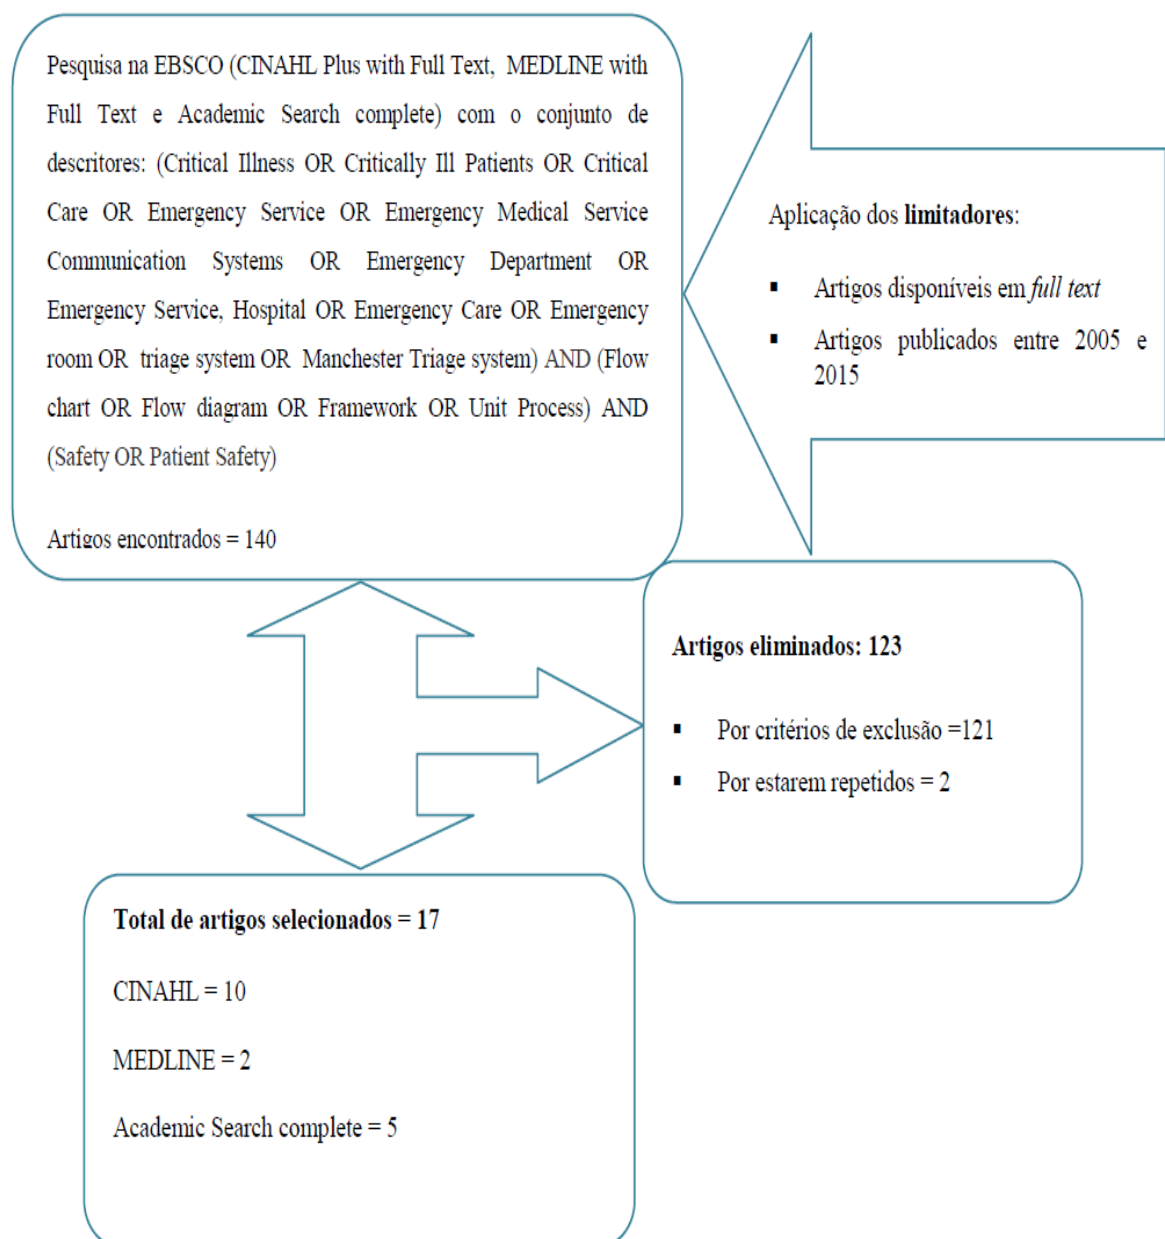 Pesquisa na EBSCO (CINAHL Plus with Full Text, MEDLINE with
Full Text e Academic Search complete) com o conjunto de
descritores: (Critical Illness OR Critically Ill Patients OR Critical
Care OR Emergency Service OR Emergency Medical Service
Communication Systems OR Emergency Department OR
Emergency Service, Hospital OR Emergency Care OR Emergency
room OR triage system OR Manchester Triage system) AND (Flow
chart OR Flow diagram OR Framework OR Unit Process) AND
(Safety OR Patient Safety)
Artigos encontrados = 140
Aplicação dos limitadores:
▪ Artigos disponíveis em full text
▪ Artigos publicados entre 2005 e
2015
Artigos eliminados: 123
▪ Por critérios de exclusão =121
▪ Por estarem repetidos = 2
Total de artigos selecionados = 17
CINAHL = 10
MEDLINE = 2
Academic Search complete = 5